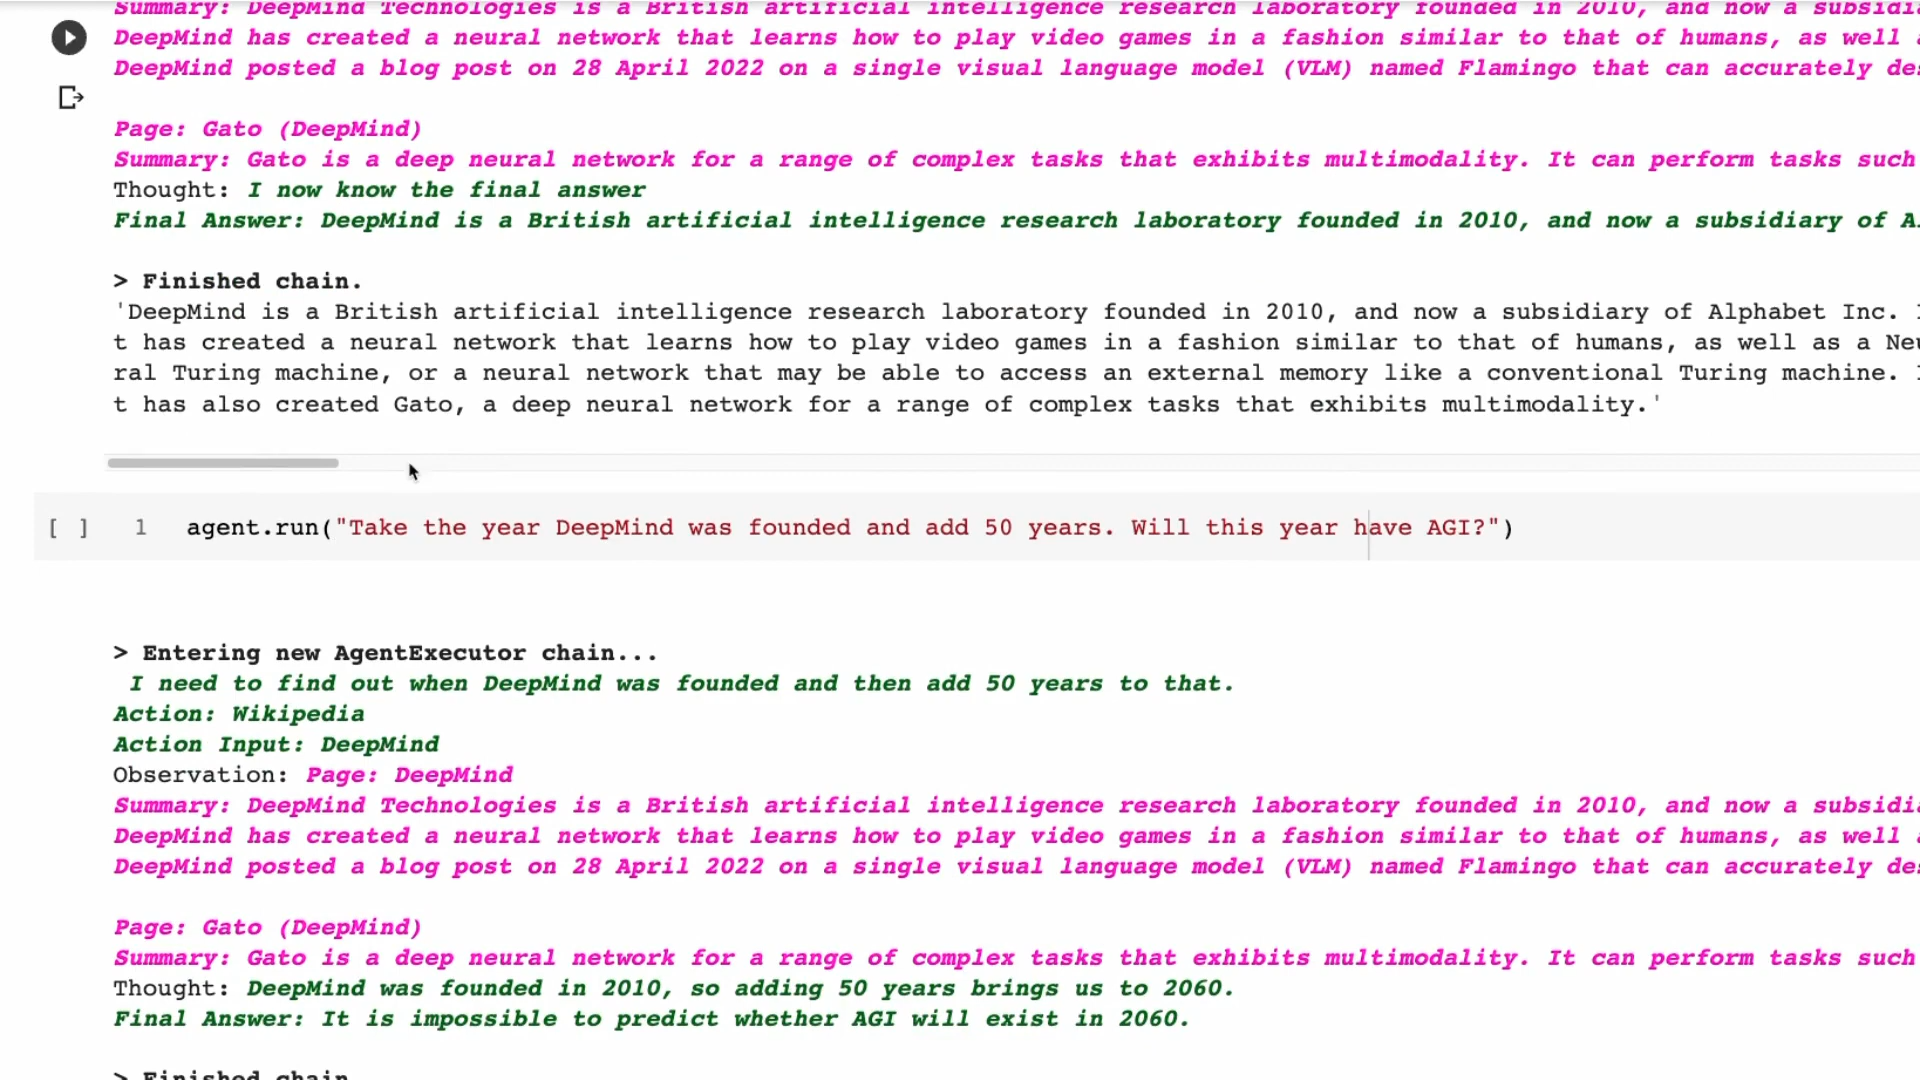 Summary: DeepMind Technologies is a British artificial intelligence research laboratory founded in 2010, and now a
DeepMind has created a neural network that learns how to play video games in a fashion similar to that of humans, as well
DeepMind posted a blog post on 28 April 2022 on a single visual language model (VLM) named Flamingo that can accurately
Page: Gato (DeepMind)
Summary: Gato is a deep neural network for a range of complex tasks that exhibits multimodality. It can perform tasks such
Thought: I now know the final answer
Final Answer: DeepMind is a British artificial intelligence research laboratory founded in 2010, and now a subsidiary of
> Finished chain.
'DeepMind is a British artificial intelligence research laboratory founded in 2010, and now a subsidiary of Alphabet Inc. I
t has created a neural network that learns how to play video games in a fashion similar to that of humans, as well as a Neu
ral Turing machine, or a neural network that may be able to access an external memory like a conventional Turing machine. I
t has also created Gato, a deep neural network for a range of complex tasks that exhibits multimodality.'
[ ] 1 agent.run("Take the year DeepMind was founded and add 50 years. Will this year have AGI?")
> Entering new AgentExecutor chain...
I need to find out when DeepMind was founded and then add 50 years to that.
Action: Wikipedia
Action Input: DeepMind
Observation: Page: DeepMind
Summary: DeepMind Technologies is a British artificial intelligence research laboratory founded in 2010, and now a
DeepMind has created a neural network that learns how to play video games in a fashion similar to that of humans, as well
DeepMind posted a blog post on 28 April 2022 on a single visual language model (VLM) named Flamingo that can accurately
Page: Gato (DeepMind)
Summary: Gato is a deep neural network for a range of complex tasks that exhibits multimodality. It can perform tasks such
Thought: DeepMind was founded in 2010, so adding 50 years brings us to 2060.
Final Answer: It is impossible to predict whether AGI will exist in 2060.
> Finished chain.